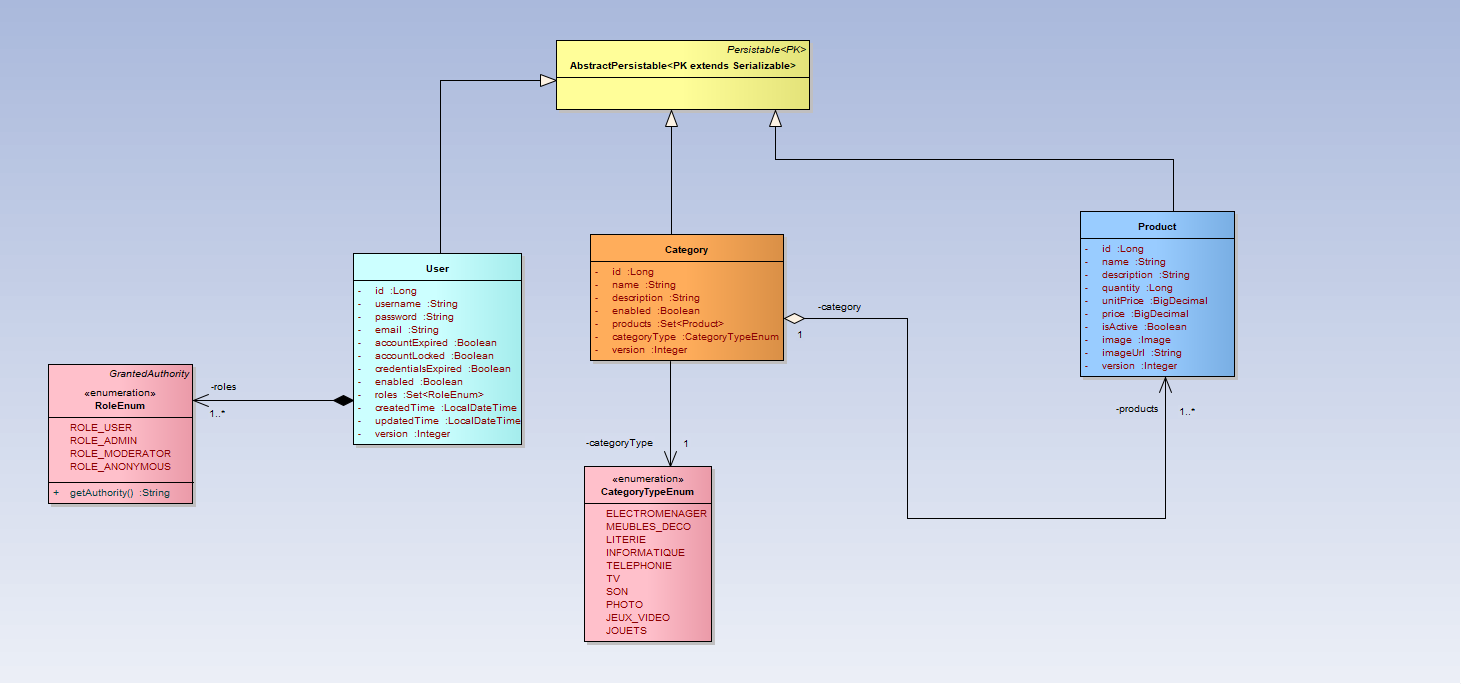 Persistable<PK>
AbstractPersistable<PK extends Serializable>
User
- id :Long
- username :String
- password :String
- email :String
- accountExpired :Boolean
- accountLocked :Boolean
- credentialsExpired :Boolean
- enabled :Boolean
- roles :Set<RoleEnum>
- createdTime :LocalDateTime
- updatedTime :LocalDateTime
- version :Integer
Category
- id :Long
- name :String
- description :String
- enabled :Boolean
- products :Set<Product>
- categoryType :CategoryTypeEnum
- version :Integer
Product
- id :Long
- name :String
- description :String
- quantity :Long
- unitPrice :BigDecimal
- price :BigDecimal
- isActive :Boolean
- image :Image
- imageUrl :String
- version :Integer
-category
1
-roles
1..*
GrantedAuthority
«enumeration»
RoleEnum
ROLE_USER
ROLE_ADMIN
ROLE_MODERATOR
ROLE_ANONYMOUS
+ getAuthority() :String
-categoryType
1
-products
1..*
«enumeration»
CategoryTypeEnum
ELECTROMENAGER
MEUBLES_DECO
LITERIE
INFORMATIQUE
TELEPHONIE
TV
SON
PHOTO
JEUX_VIDEO
JOUETS